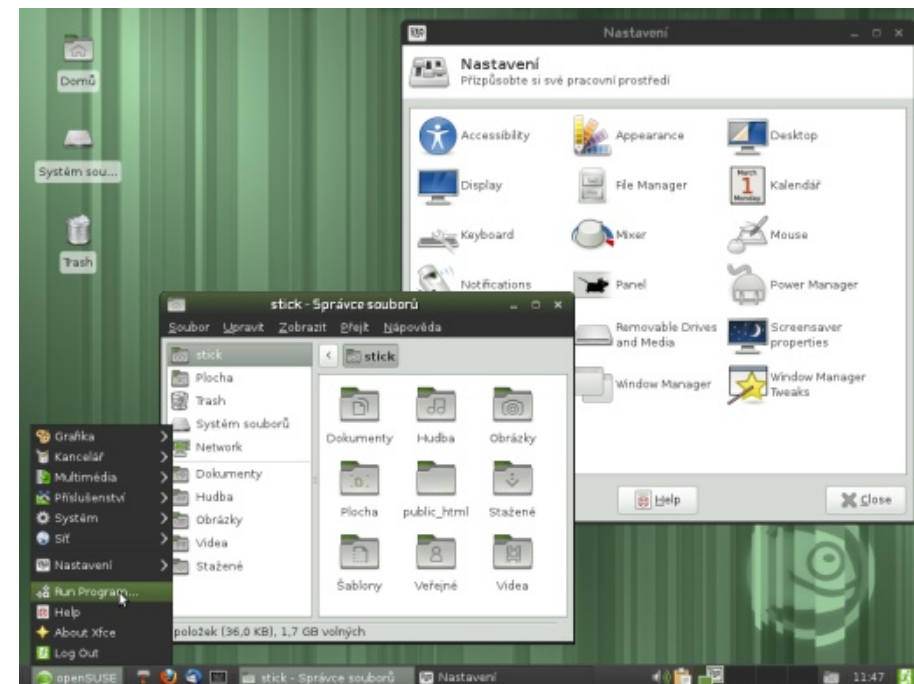 Domů
Systém sou...
Trash
Nastavení
Nastavení
Přizpůsobte si své pracovní prostředí
Accessibility
Appearance
Desktop
Display
File Manager
March
1
Monday
Kalendář
Keyboard
Mixer
Mouse
Notifications
Panel
Power Manager
Removable Drives
and Media
Screensaver
properties
Window Manager
Window Manager
Tweaks
Help
Close
stick - Správce souborů
Soubor Upravit Zobrazit Přejít Nápověda
stick
Plocha
Trash
Systém souborů
Network
Dokumenty
Hudba
Obrázky
Videa
Stažené
stick
Dokumenty
Hudba
Obrázky
Plocha
public_html
Stažené
Šablony
Veřejné
Videa
položek (36,0 KB), 1,7 GB volných
Grafika
Kancelář
Multimédia
Příslušenství
Systém
Síť
Nastavení
Run Program...
Help
About Xfce
Log Out
openSUSE
stick - Správce souborů
Nastavení
11:47